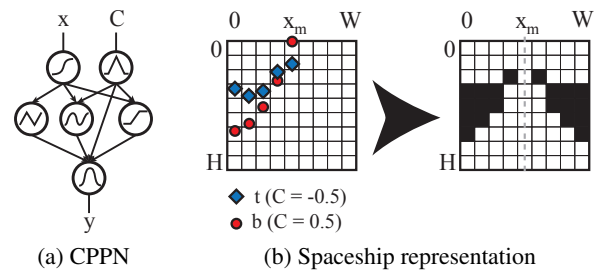 x C
y
(a) CPPN
0 x_m W
0
H
t (C = -0.5)
b (C = 0.5)
0 x_m W
0
H
(b) Spaceship representation